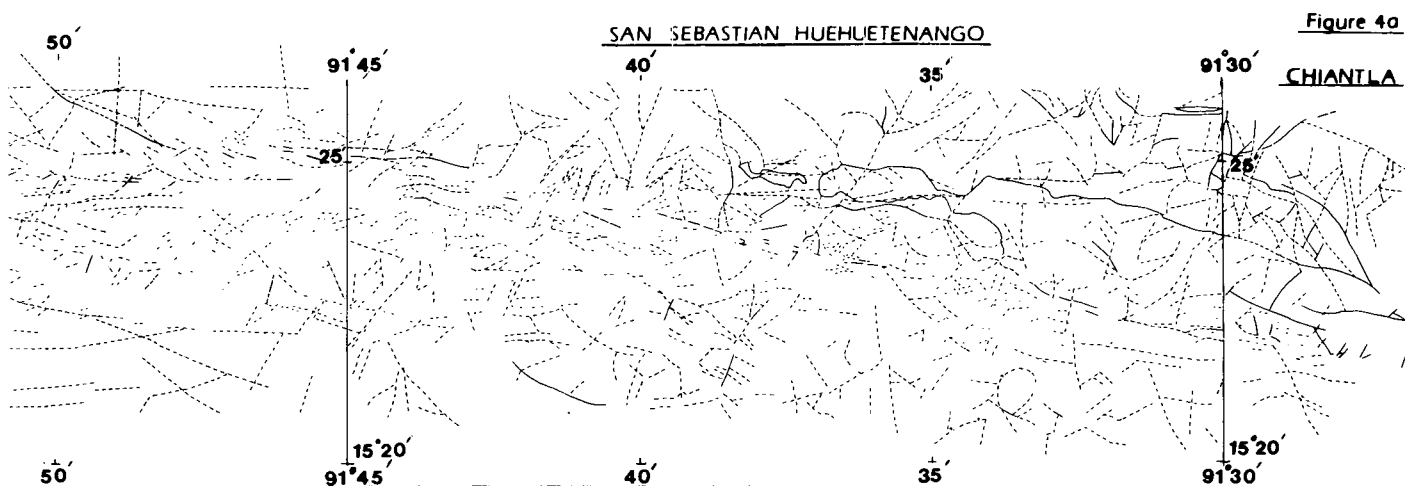 Figure 4a
SAN SEBASTIAN HUEHUETENANGO
CHIANTLA
50′ 91°45′ 40′ 35′ 91°30′
25 25
15°20′ 15°20′
50′ 91°45′ 40′ 35′ 91°30′